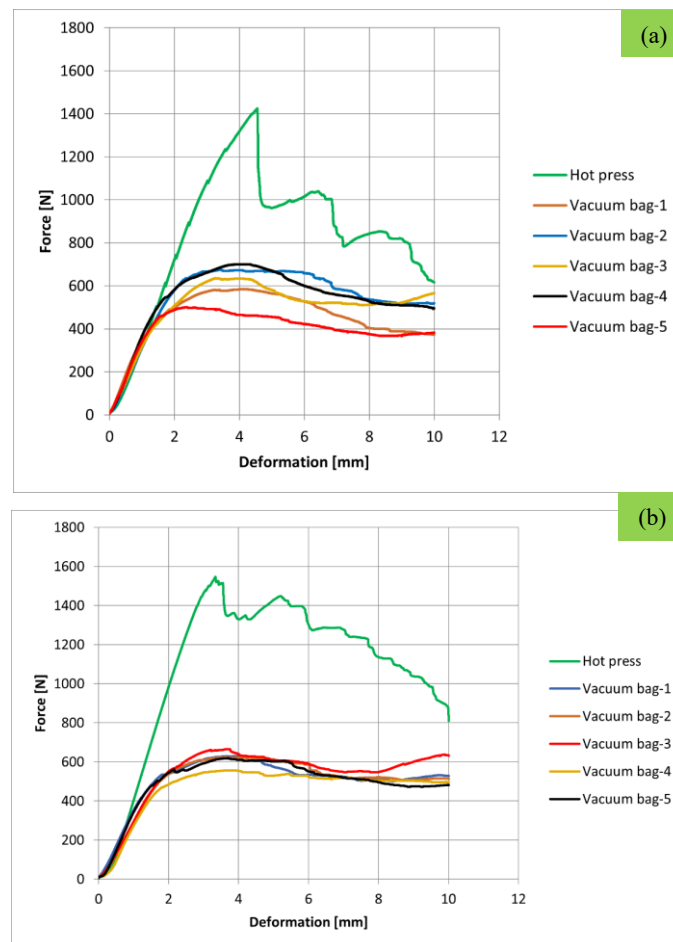 (a)
1800
1600
1400
1200
1000
800
600
400
200
0
Force [N]
0 2 4 6 8 10 12
Deformation [mm]
Hot press
Vacuum bag-1
Vacuum bag-2
Vacuum bag-3
Vacuum bag-4
Vacuum bag-5
(b)
1800
1600
1400
1200
1000
800
600
400
200
0
Force [N]
0 2 4 6 8 10 12
Deformation [mm]
Hot press
Vacuum bag-1
Vacuum bag-2
Vacuum bag-3
Vacuum bag-4
Vacuum bag-5